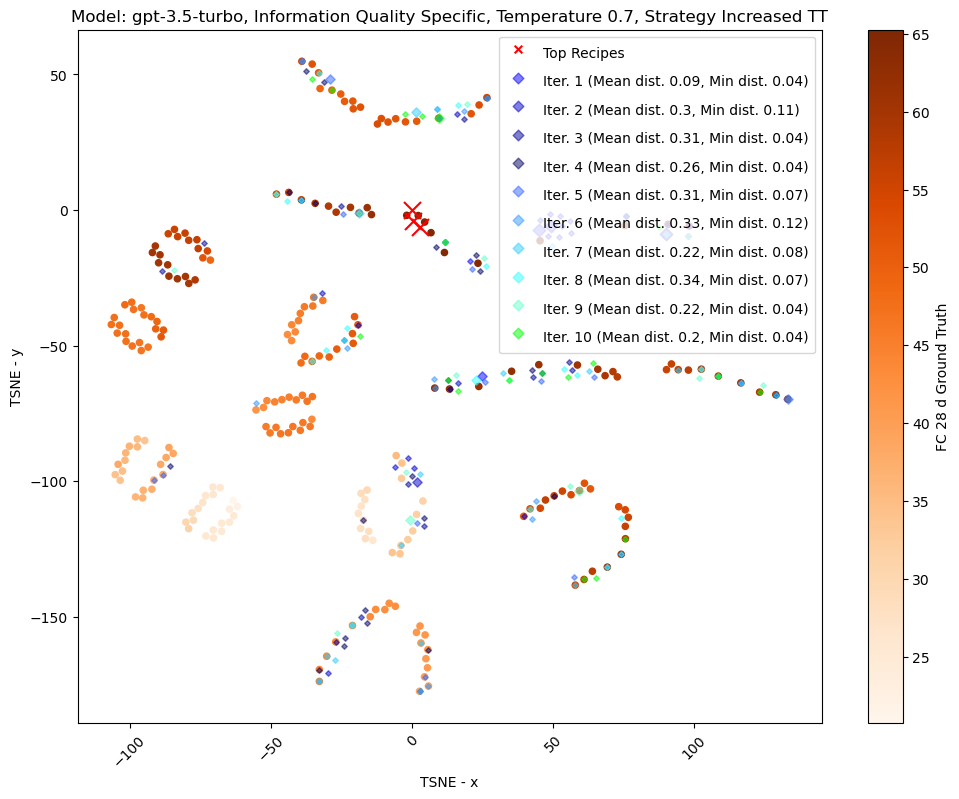 Model: gpt-3.5-turbo, Information Quality Specific, Temperature 0.7, Strategy Increased TT
Top Recipes
Iter. 1 (Mean dist. 0.09, Min dist. 0.04)
Iter. 2 (Mean dist. 0.3, Min dist. 0.11)
Iter. 3 (Mean dist. 0.31, Min dist. 0.04)
Iter. 4 (Mean dist. 0.26, Min dist. 0.04)
Iter. 5 (Mean dist. 0.31, Min dist. 0.07)
Iter. 6 (Mean dist. 0.33, Min dist. 0.12)
Iter. 7 (Mean dist. 0.22, Min dist. 0.08)
Iter. 8 (Mean dist. 0.34, Min dist. 0.07)
Iter. 9 (Mean dist. 0.22, Min dist. 0.04)
Iter. 10 (Mean dist. 0.2, Min dist. 0.04)
50
0
−50
−100
−150
TSNE - y
−100
−50
0
50
100
TSNE - x
65
60
55
50
45
40
35
30
25
FC 28 d Ground Truth